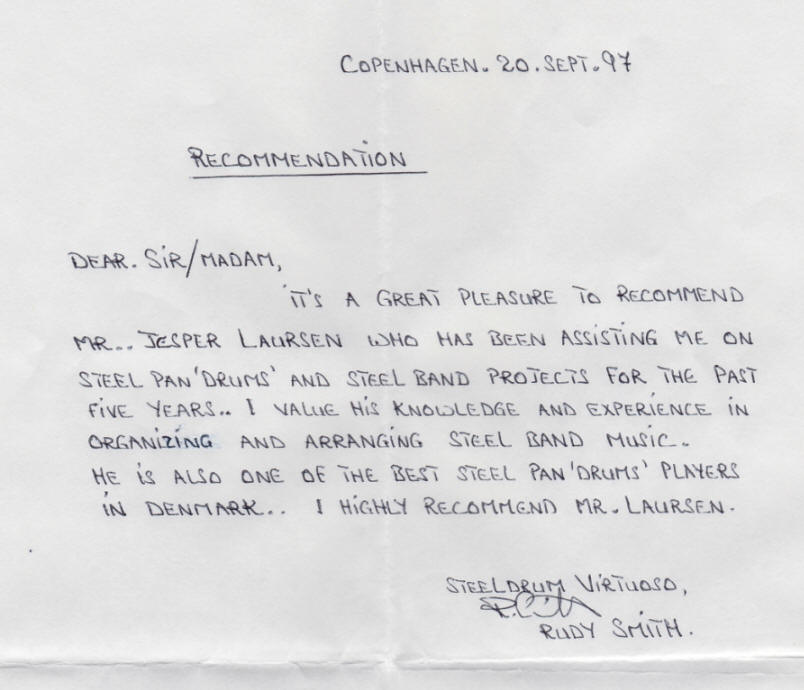 COPENHAGEN. 20. SEPT. 97
RECOMMENDATION
DEAR. SIR/MADAM,
IT'S A GREAT PLEASURE TO RECOMMEND
MR.. JESPER LAURSEN WHO HAS BEEN ASSISTING ME ON
STEEL PAN 'DRUMS' AND STEEL BAND PROJECTS FOR THE PAST
FIVE YEARS.. I VALUE HIS KNOWLEDGE AND EXPERIENCE IN
ORGANIZING AND ARRANGING STEEL BAND MUSIC.
HE IS ALSO ONE OF THE BEST STEEL PAN 'DRUMS' PLAYERS
IN DENMARK.. I HIGHLY RECOMMEND MR. LAURSEN.
STEELDRUM VIRTUOSO,
RUDY SMITH.